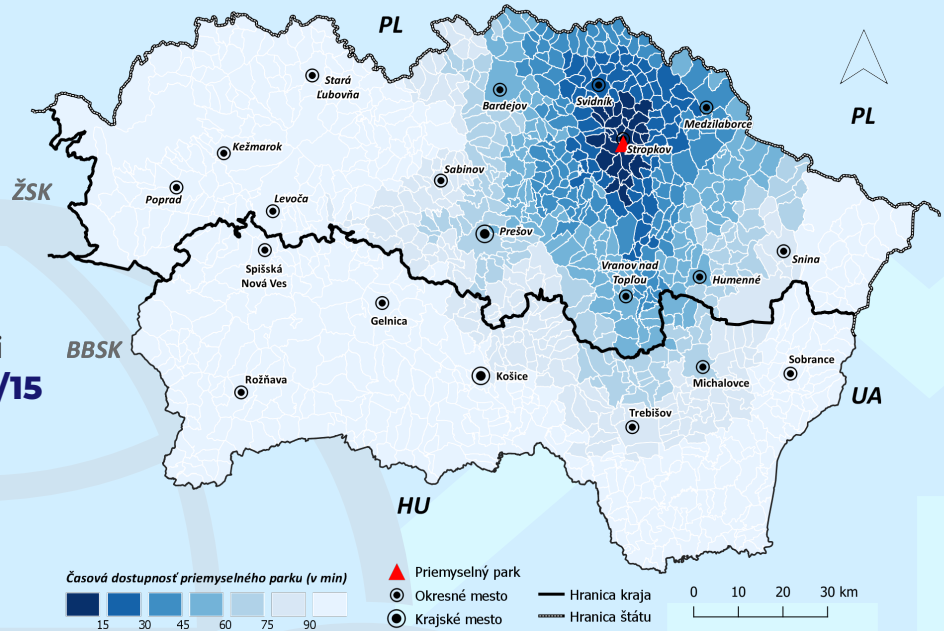 PL
Stará
Ľubovňa
Bardejov
Svidník
Medzilaborce
PL
Stropkov
Kežmarok
Sabinov
ŽSK
Poprad
Levoča
Prešov
Spišská
Nová Ves
Vranov nad
Topľou
Humenné
Snina
Gelnica
i
BBSK
/15
Rožňava
Košice
Michalovce
Sobrance
UA
Trebišov
HU
Časová dostupnosť priemyselného parku (v min)
15 30 45 60 75 90
Priemyselný park
Okresné mesto
Krajské mesto
Hranica kraja
Hranica štátu
0 10 20 30 km